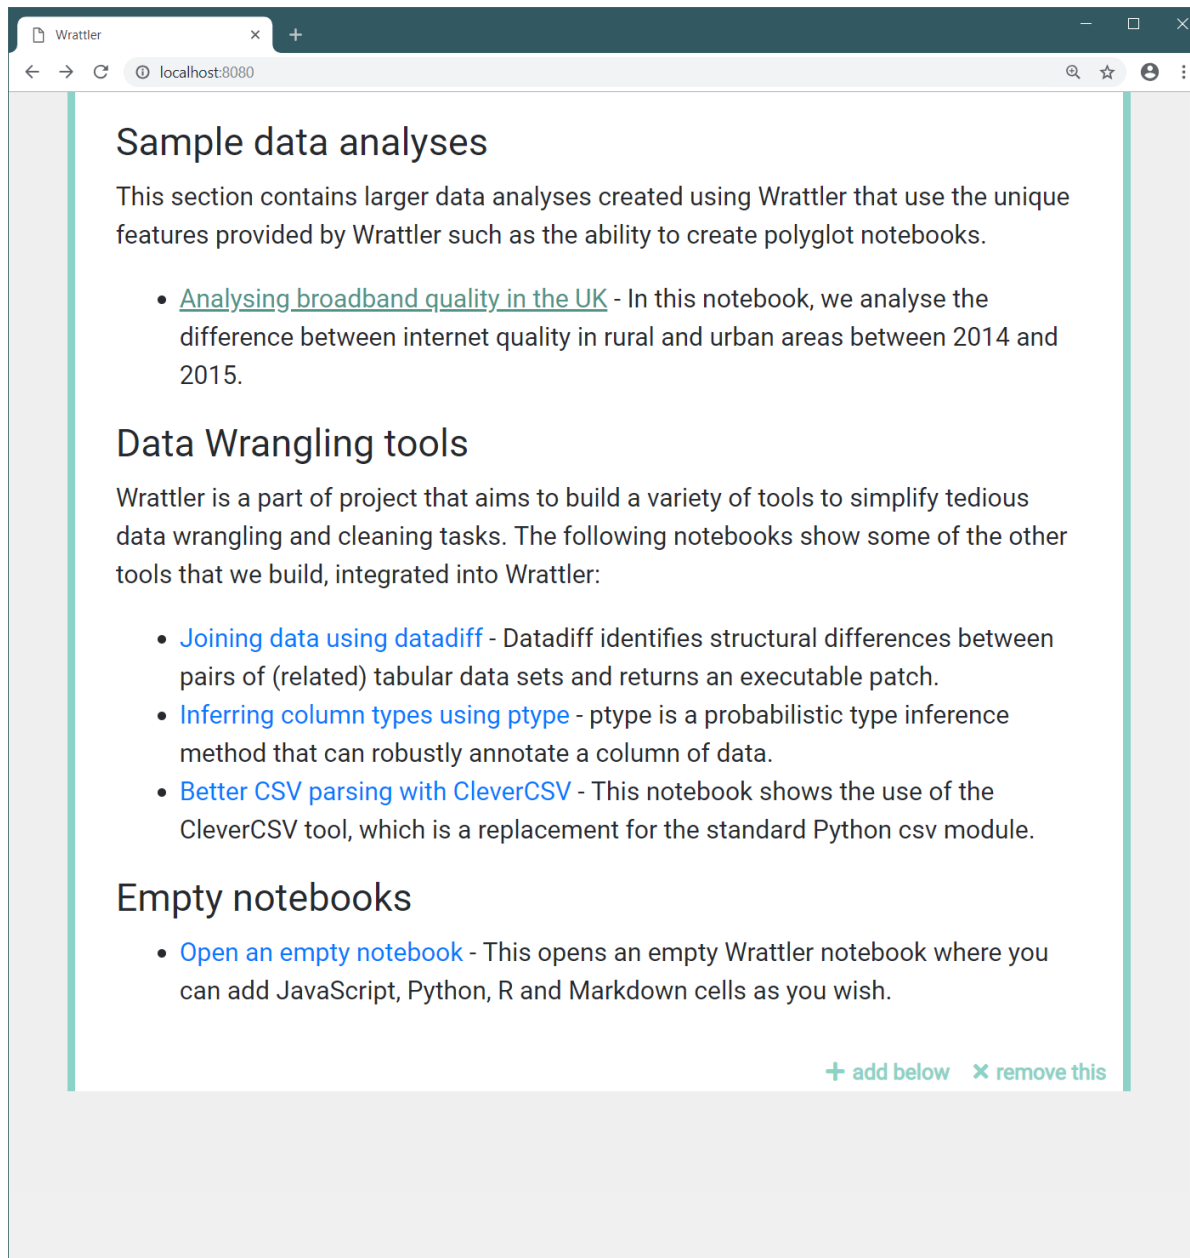 Wrattler
localhost:8080
Sample data analyses
This section contains larger data analyses created using Wrattler that use the unique
features provided by Wrattler such as the ability to create polyglot notebooks.
• Analysing broadband quality in the UK - In this notebook, we analyse the
difference between internet quality in rural and urban areas between 2014 and
2015.
Data Wrangling tools
Wrattler is a part of project that aims to build a variety of tools to simplify tedious
data wrangling and cleaning tasks. The following notebooks show some of the other
tools that we build, integrated into Wrattler:
• Joining data using datadiff - Datadiff identifies structural differences between
pairs of (related) tabular data sets and returns an executable patch.
• Inferring column types using ptype - ptype is a probabilistic type inference
method that can robustly annotate a column of data.
• Better CSV parsing with CleverCSV - This notebook shows the use of the
CleverCSV tool, which is a replacement for the standard Python csv module.
Empty notebooks
• Open an empty notebook - This opens an empty Wrattler notebook where you
can add JavaScript, Python, R and Markdown cells as you wish.
add below remove this